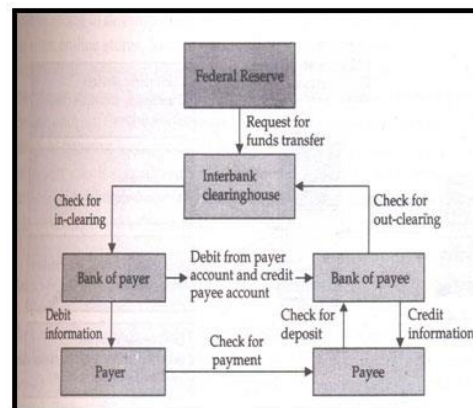 Federal Reserve
Request for
funds transfer
Interbank
clearinghouse
Check for
in-clearing
Check for
out-clearing
Bank of payer
Debit from payer
account and credit
payee account
Bank of payee
Debit
information
Check for
deposit
Credit
information
Payer
Check for
payment
Payee